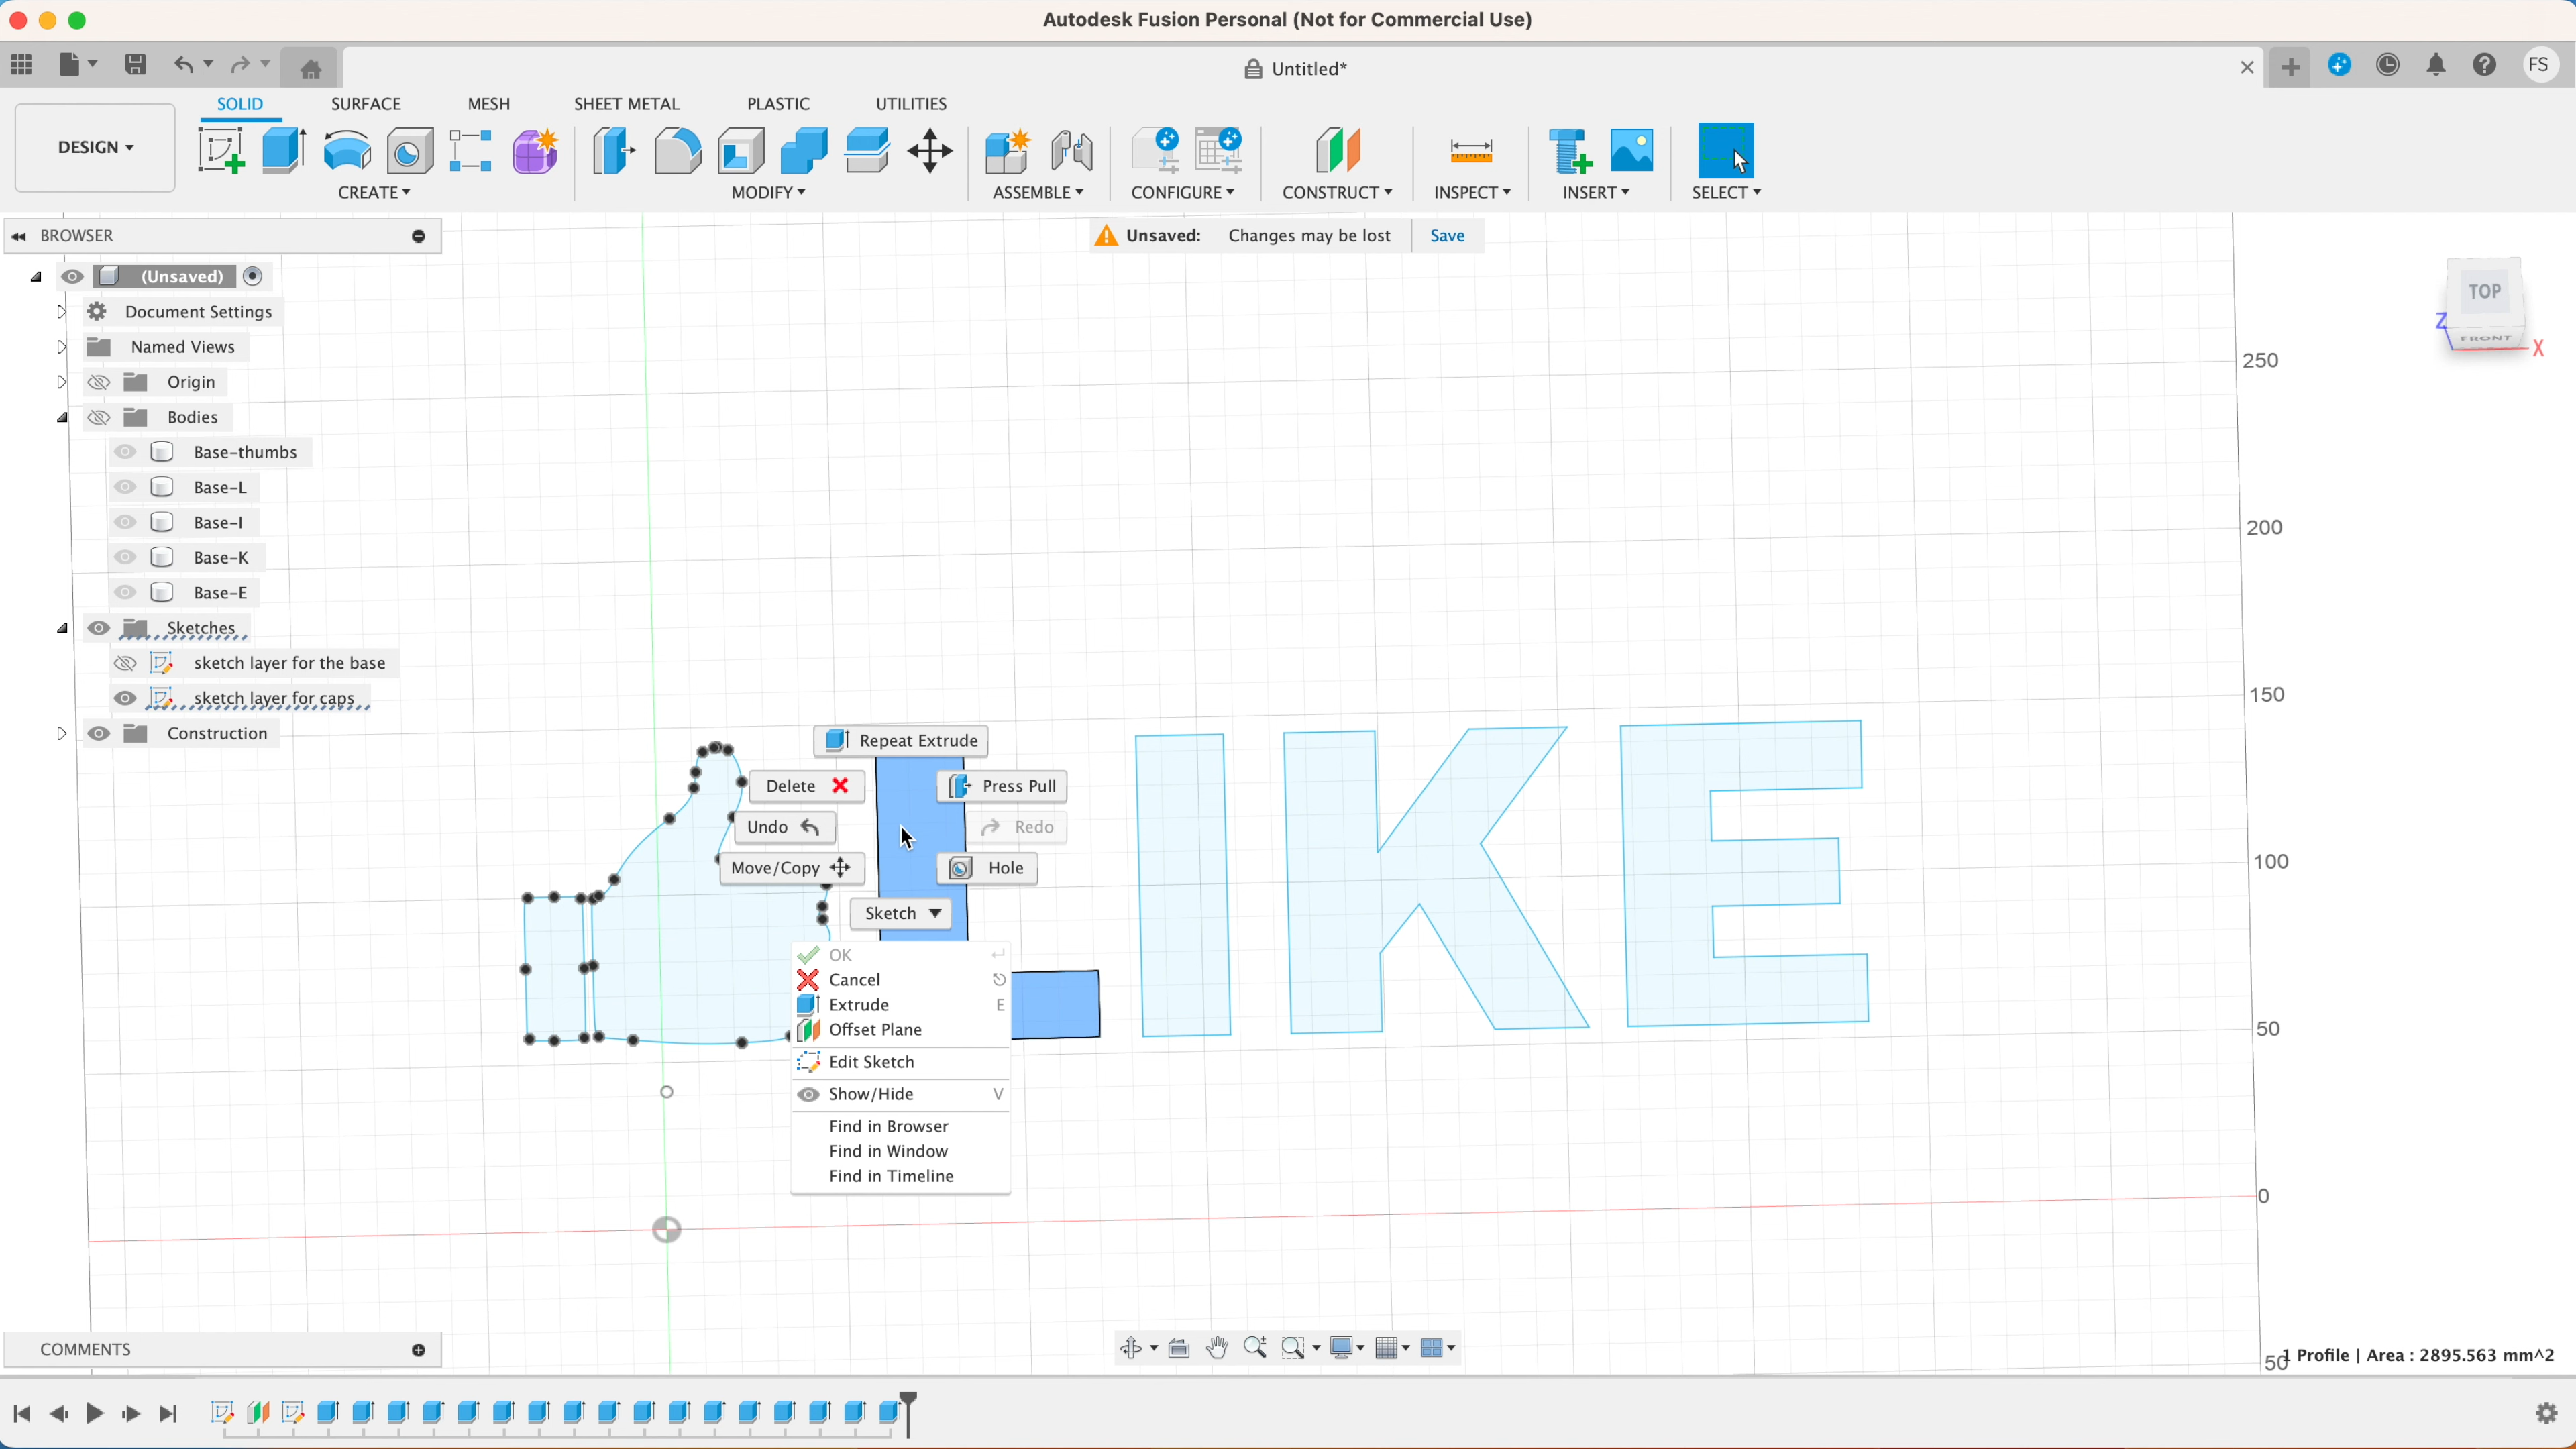 Autodesk Fusion Personal (Not for Commercial Use)
Untitled*
FS
DESIGN
SOLID
SURFACE
MESH
SHEET METAL
PLASTIC
UTILITIES
CREATE
MODIFY
ASSEMBLE
CONFIGURE
CONSTRUCT
INSPECT
INSERT
SELECT
BROWSER
Unsaved: Changes may be lost Save
(Unsaved)
Document Settings
Named Views
Origin
Bodies
Base-thumbs
Base-L
Base-I
Base-K
Base-E
Sketches
sketch layer for the base
sketch layer for caps
Construction
TOP
FRONT
Z
X
250
200
150
100
50
0
50
Repeat Extrude
Delete
Press Pull
Undo
Redo
Move/Copy
Hole
Sketch
OK
Cancel
Extrude E
Offset Plane
Edit Sketch
Show/Hide V
Find in Browser
Find in Window
Find in Timeline
IKE
COMMENTS
1 Profile | Area : 2895.563 mm^2